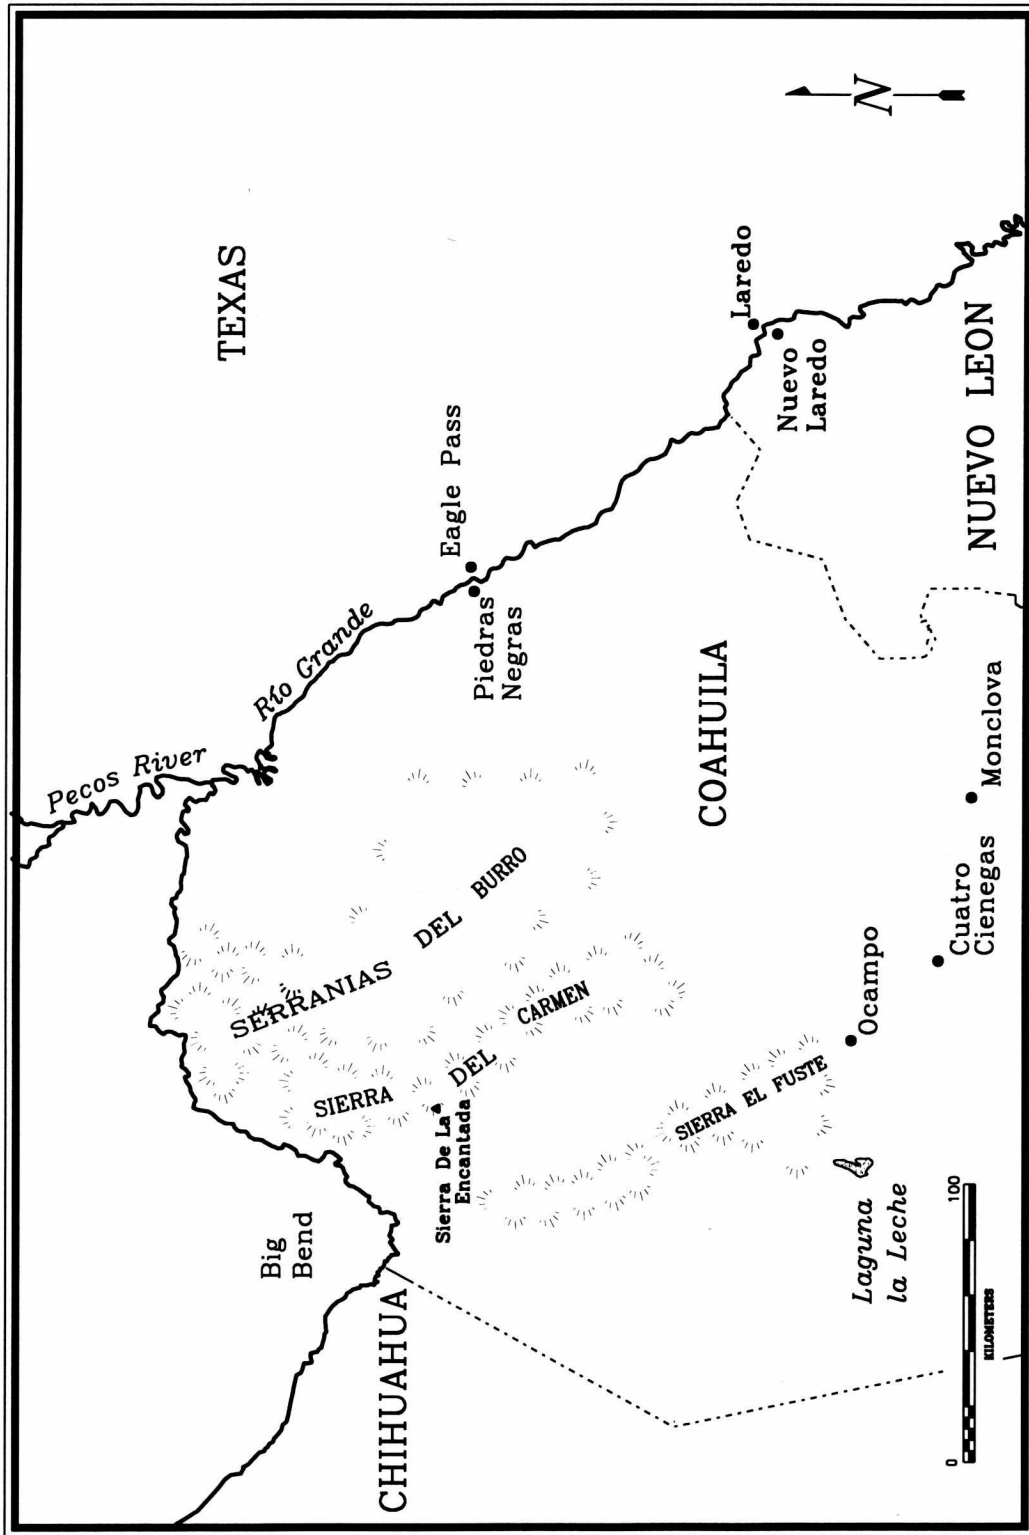 N
TEXAS
Pecos River
Río Grande
Eagle Pass
Piedras
Negras
Laredo
Nuevo
Laredo
NUEVO LEON
COAHUILA
Monclova
Cuatro
Cienegas
Ocampo
SERRANIAS DEL BURRO
SIERRA DEL CARMEN
Sierra De La
Encantada
SIERRA EL FUSTE
Big
Bend
CHIHUAHUA
Laguna
la Leche
0 100
KILOMETERS